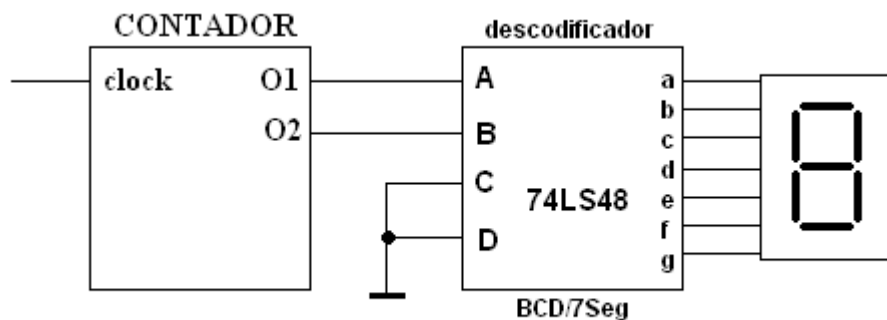 CONTADOR
clock
O1
O2
descodificador
A
B
C
D
74LS48
a
b
c
d
e
f
g
BCD/7Seg